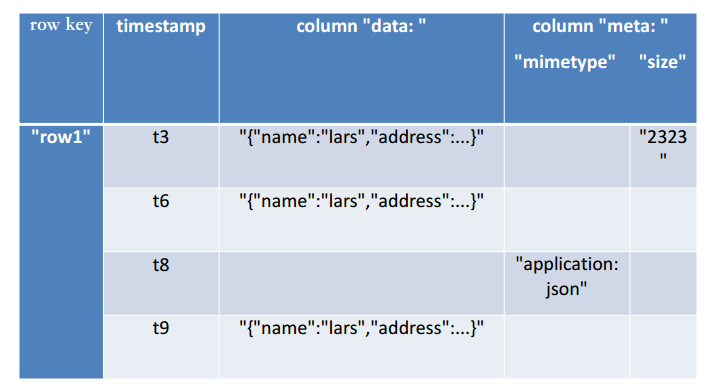 row key timestamp column "data: " column "meta: "
"mimetype" "size"
"row1" t3 "{"name":"lars","address":...}" "2323
"
t6 "{"name":"lars","address":...}"
t8 "application:
json"
t9 "{"name":"lars","address":...}"